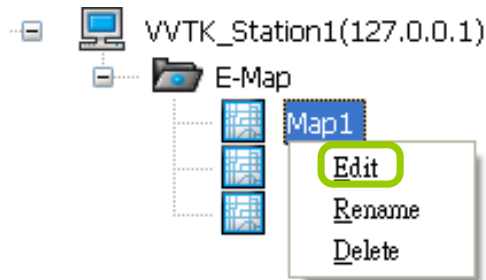 VVTK_Station1(127.0.0.1)
E-Map
Map1
Edit
Rename
Delete